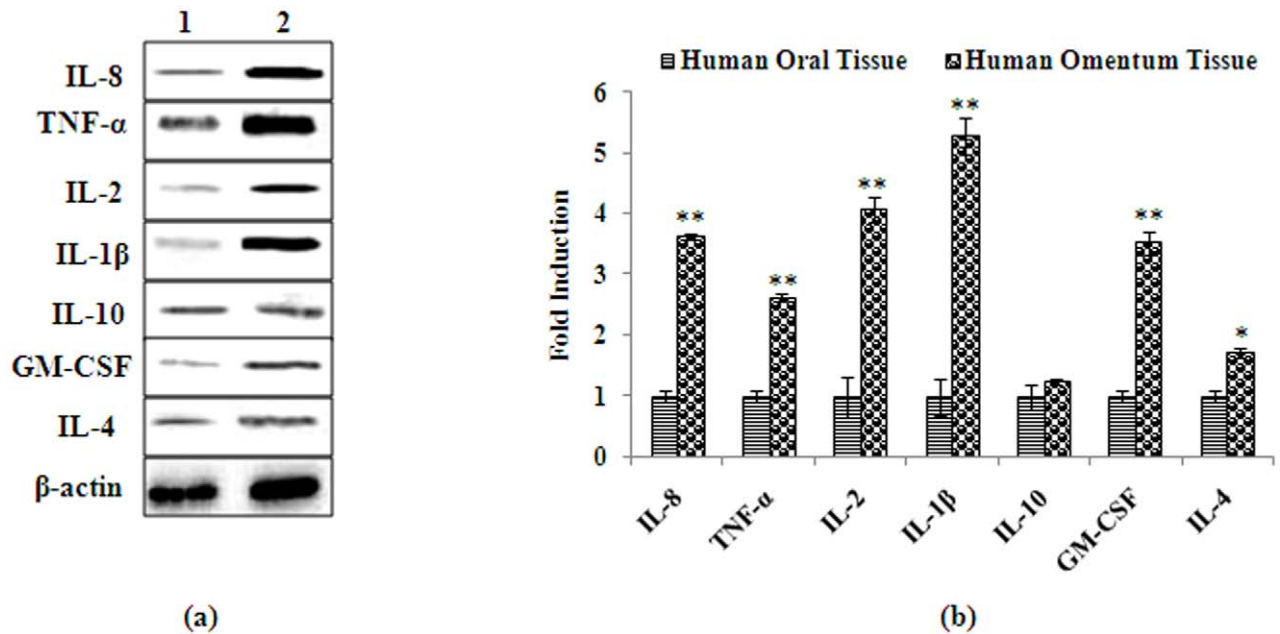 1 2
IL-8
TNF-α
IL-2
IL-1β
IL-10
GM-CSF
IL-4
β-actin
(a)
Human Oral Tissue Human Omentum Tissue
Fold Induction
6
5
4
3
2
1
0
** ** ** ** ** *
IL-8 TNF-α IL-2 IL-1β IL-10 GM-CSF IL-4
(b)